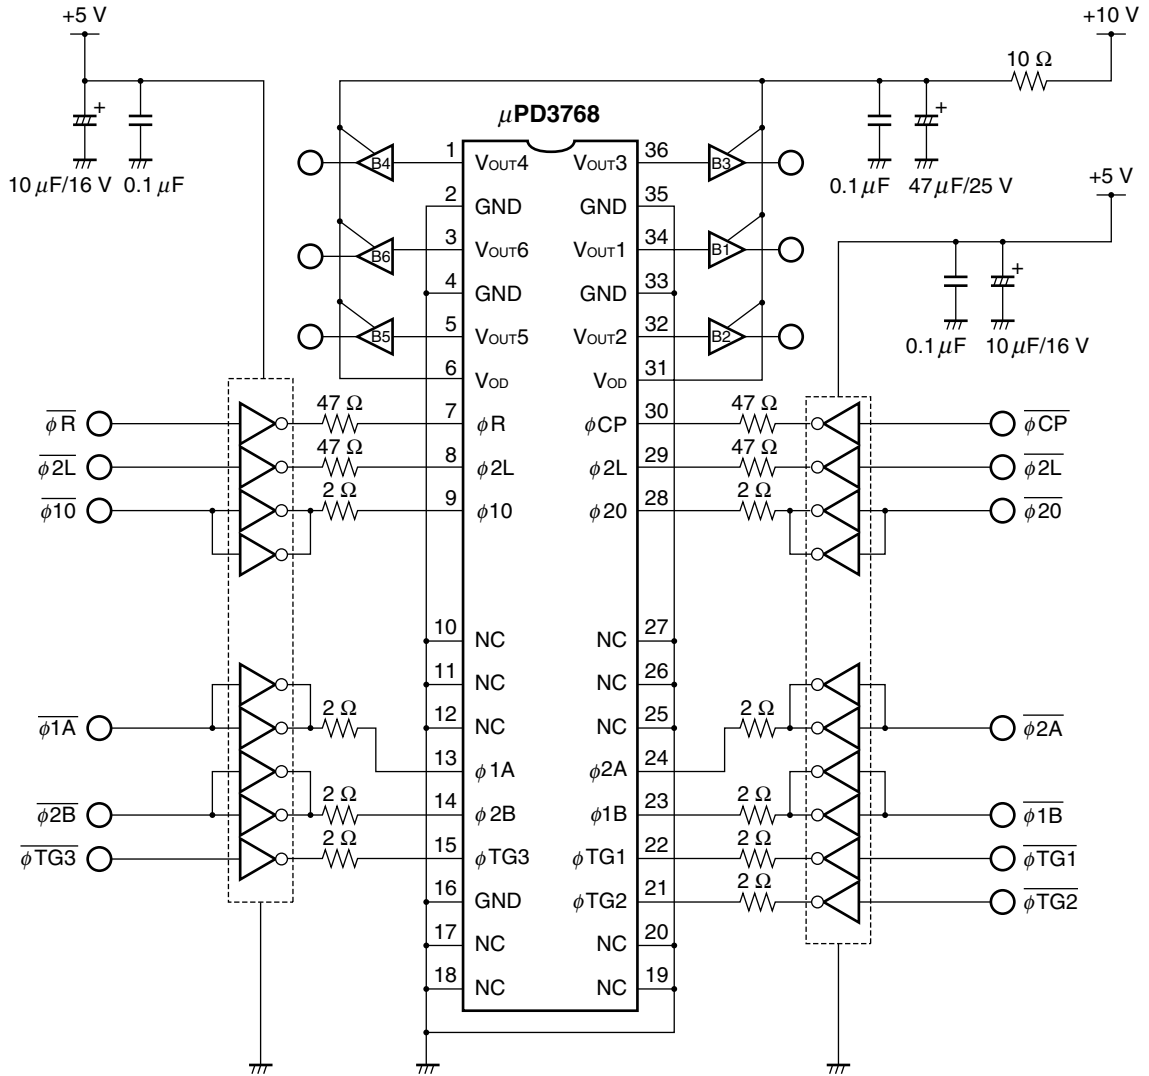 +5 V
+10 V
10 Ω
μPD3768
+
10 μF/16 V
0.1 μF
+
0.1 μF
47 μF/25 V
+5 V
+
0.1 μF
10 μF/16 V
B4
1
VOUT4
VOUT3
36
B3
2
GND
GND
35
B6
3
VOUT6
VOUT1
34
B1
4
GND
GND
33
B5
5
VOUT5
VOUT2
32
B2
6
VOD
VOD
31
φR
47 Ω
7
φR
φCP
30
47 Ω
φCP
φ2L
47 Ω
8
φ2L
φ2L
29
47 Ω
φ2L
φ10
2 Ω
9
φ10
φ20
28
2 Ω
φ20
10
NC
NC
27
11
NC
NC
26
12
NC
NC
25
φ1A
2 Ω
13
φ1A
φ2A
24
2 Ω
φ2A
φ2B
2 Ω
14
φ2B
φ1B
23
2 Ω
φ1B
φTG3
2 Ω
15
φTG3
φTG1
22
2 Ω
φTG1
16
GND
φTG2
21
2 Ω
φTG2
17
NC
NC
20
18
NC
NC
19